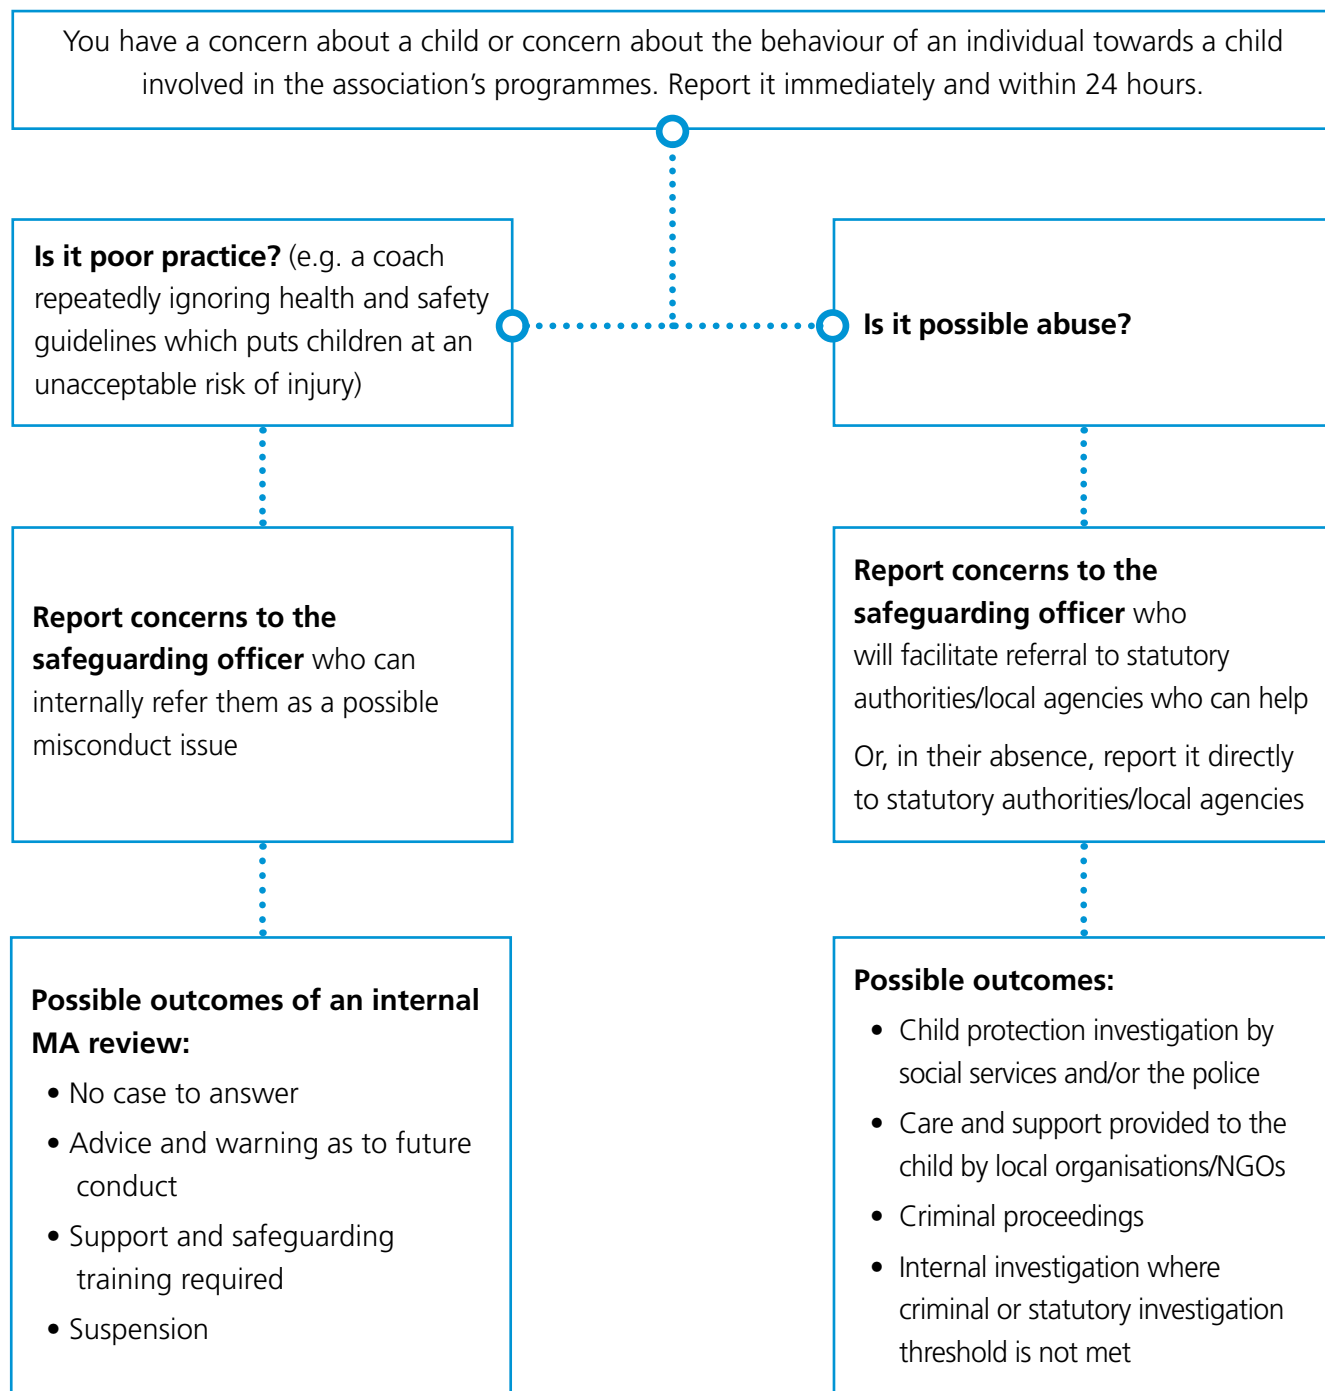 You have a concern about a child or concern about the behaviour of an individual towards a child
involved in the association’s programmes. Report it immediately and within 24 hours.
Is it poor practice? (e.g. a coach
repeatedly ignoring health and safety
guidelines which puts children at an
unacceptable risk of injury)
Is it possible abuse?
Report concerns to the
safeguarding officer who can
internally refer them as a possible
misconduct issue
Report concerns to the
safeguarding officer who
will facilitate referral to statutory
authorities/local agencies who can help
Or, in their absence, report it directly
to statutory authorities/local agencies
Possible outcomes of an internal
MA review:
• No case to answer
• Advice and warning as to future
conduct
• Support and safeguarding
training required
• Suspension
Possible outcomes:
• Child protection investigation by
social services and/or the police
• Care and support provided to the
child by local organisations/NGOs
• Criminal proceedings
• Internal investigation where
criminal or statutory investigation
threshold is not met